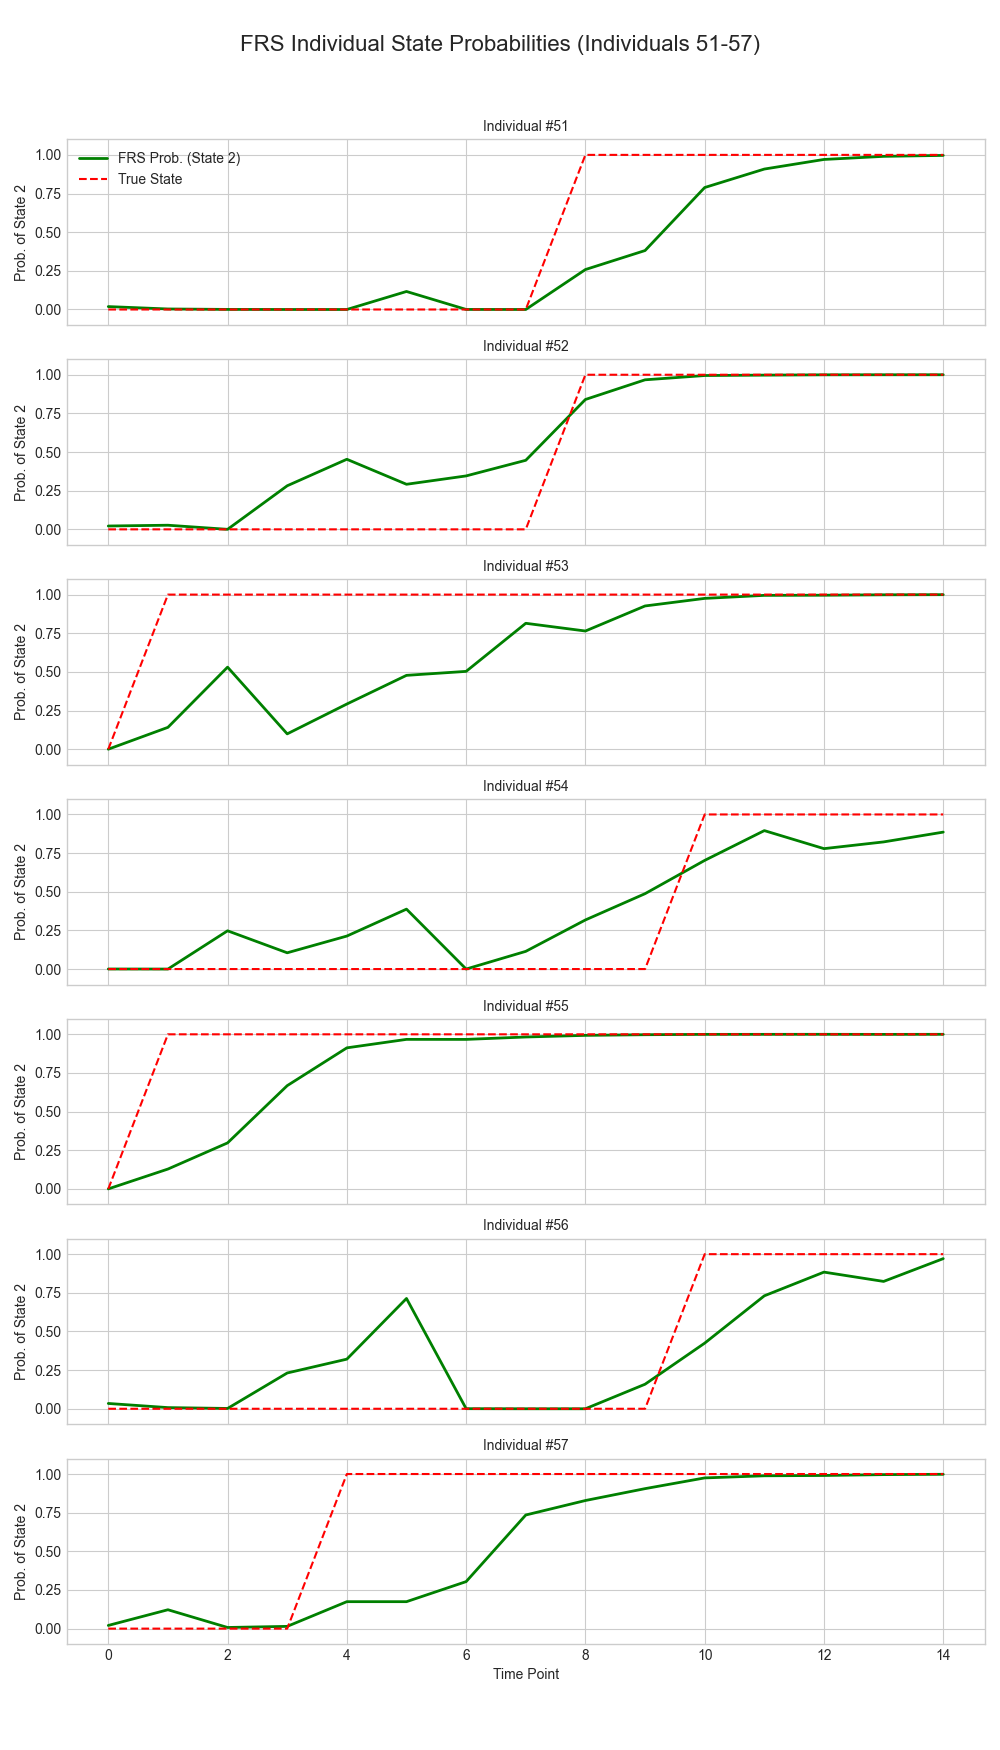 FRS Individual State Probabilities (Individuals 51-57)
Individual #51
1.00
0.75
0.50
0.25
0.00
Prob. of State 2
FRS Prob. (State 2)
True State
Individual #52
1.00
0.75
0.50
0.25
0.00
Prob. of State 2
Individual #53
1.00
0.75
0.50
0.25
0.00
Prob. of State 2
Individual #54
1.00
0.75
0.50
0.25
0.00
Prob. of State 2
Individual #55
1.00
0.75
0.50
0.25
0.00
Prob. of State 2
Individual #56
1.00
0.75
0.50
0.25
0.00
Prob. of State 2
Individual #57
1.00
0.75
0.50
0.25
0.00
Prob. of State 2
0 2 4 6 8 10 12 14
Time Point